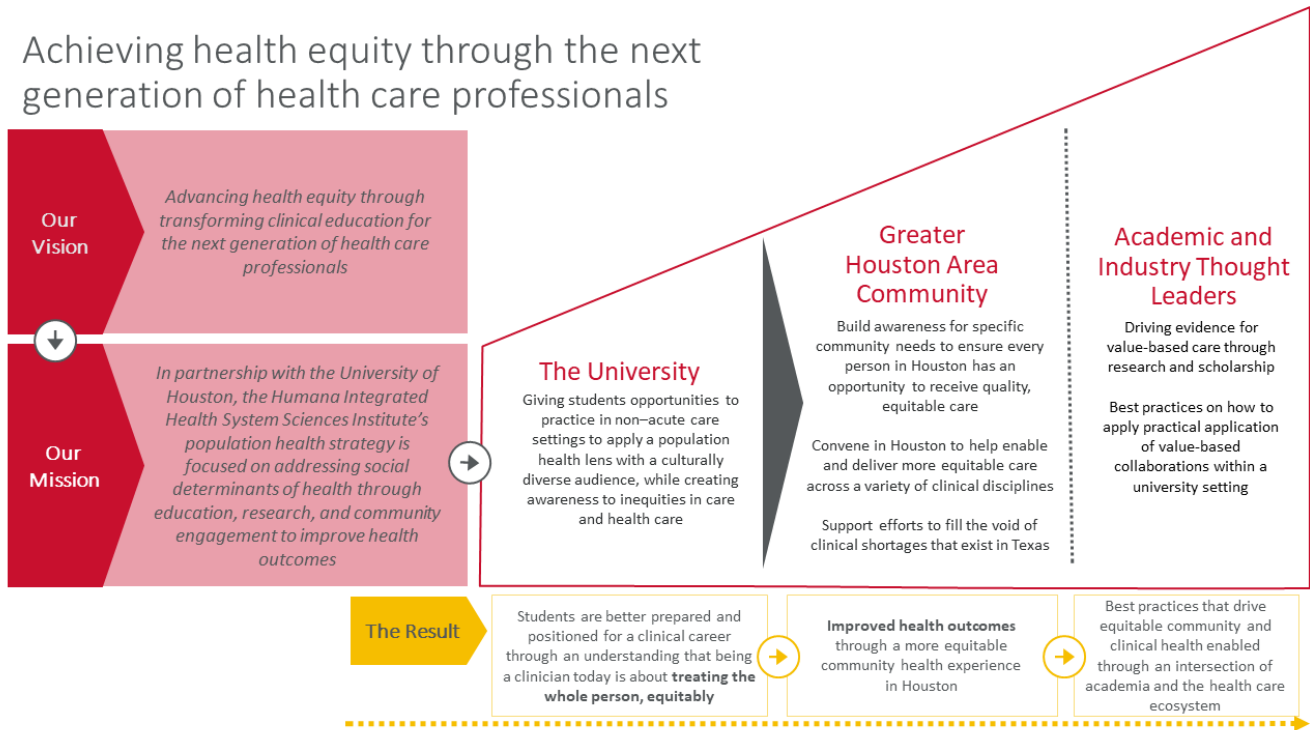 Achieving health equity through the next
generation of health care professionals
Our
Vision
Advancing health equity through
transforming clinical education for
the next generation of health care
professionals
Our
Mission
In partnership with the University of
Houston, the Humana Integrated
Health System Sciences Institute’s
population health strategy is
focused on addressing social
determinants of health through
education, research, and community
engagement to improve health
outcomes
The University
Giving students opportunities to
practice in non–acute care
settings to apply a population
health lens with a culturally
diverse audience, while creating
awareness to inequities in care
and health care
Greater
Houston Area
Community
Build awareness for specific
community needs to ensure every
person in Houston has an
opportunity to receive quality,
equitable care
Convene in Houston to help enable
and deliver more equitable care
across a variety of clinical disciplines
Support efforts to fill the void of
clinical shortages that exist in Texas
Academic and
Industry Thought
Leaders
Driving evidence for
value-based care through
research and scholarship
Best practices on how to
apply practical application
of value-based
collaborations within a
university setting
The Result
Students are better prepared and
positioned for a clinical career
through an understanding that being
a clinician today is about treating the
whole person, equitably
Improved health outcomes
through a more equitable
community health experience
in Houston
Best practices that drive
equitable community and
clinical health enabled
through an intersection of
academia and the health care
ecosystem